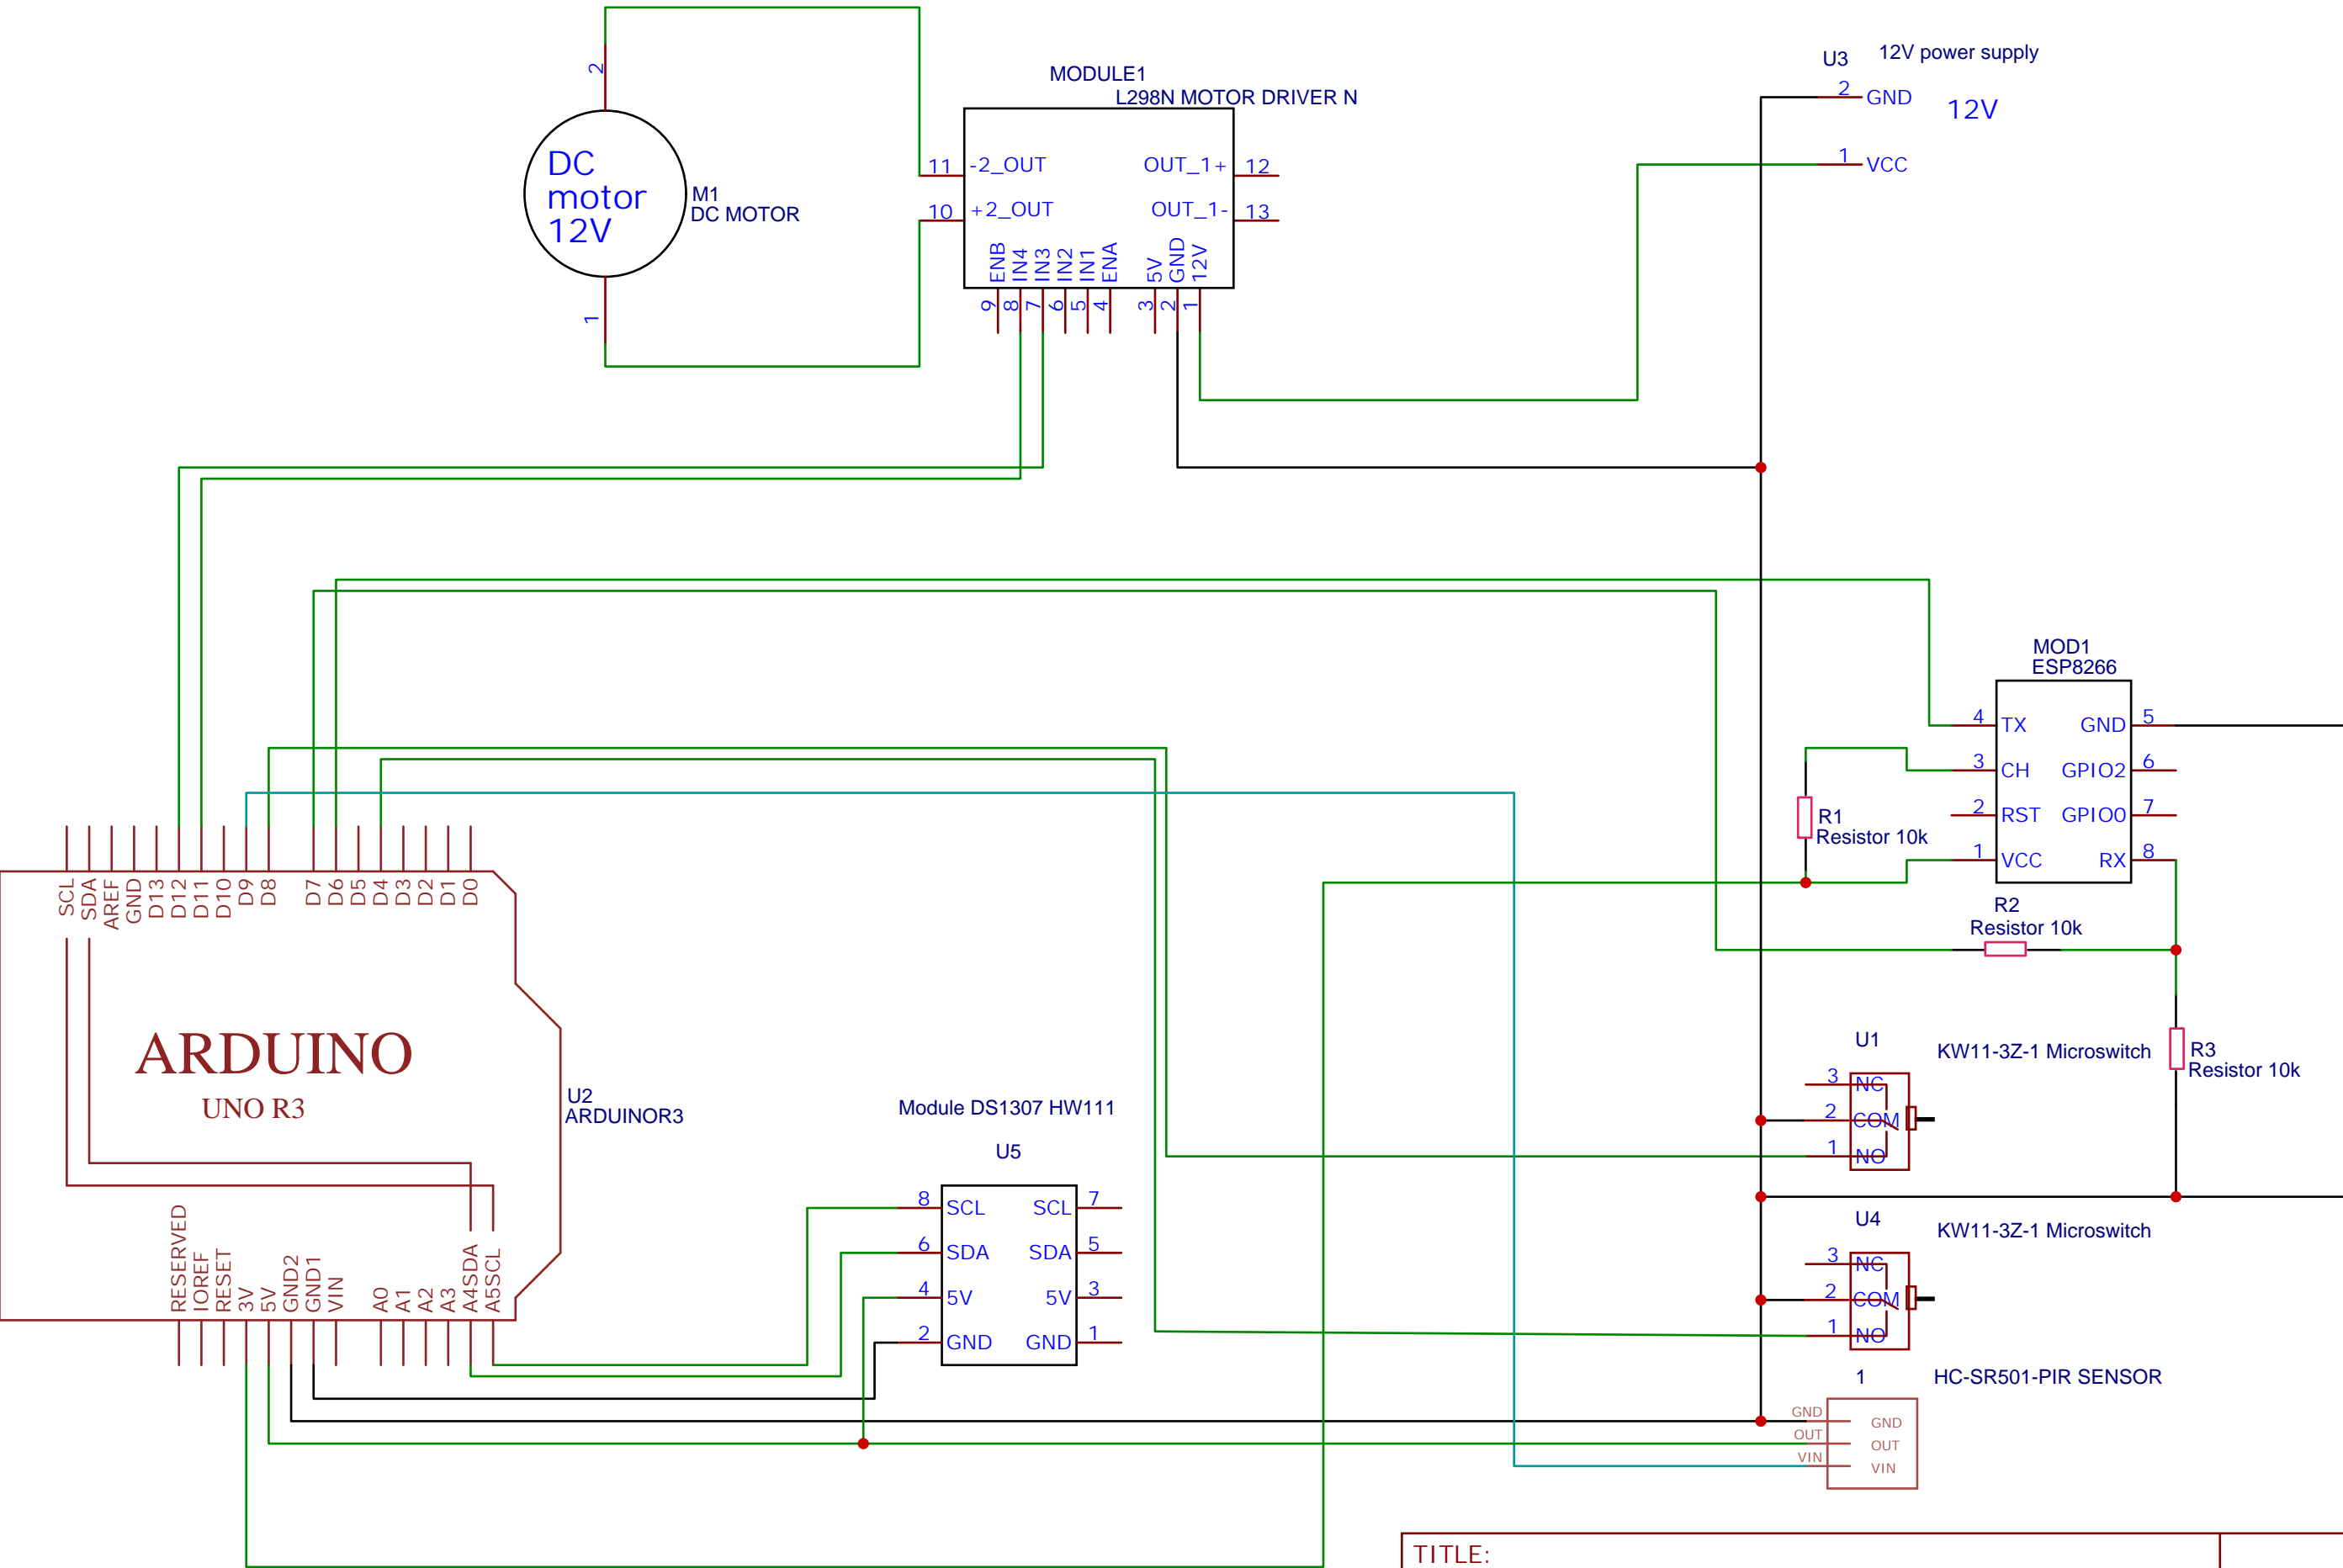 2
DC
motor
12V
1
M1
DC MOTOR
MODULE1
L298N MOTOR DRIVER N
11 -2_OUT OUT_1+ 12
10 +2_OUT OUT_1- 13
ENB IN4 IN3 IN2 IN1 ENA 5V GND 12V
9 8 7 6 5 4 3 2 1
U3 12V power supply
2 GND 12V
1 VCC
MOD1
ESP8266
4 TX GND 5
3 CH GPIO2 6
2 RST GPIO0 7
1 VCC RX 8
R1
Resistor 10k
R2
Resistor 10k
R3
Resistor 10k
SCL SDA AREF GND D13 D12 D11 D10 D9 D8 D7 D6 D5 D4 D3 D2 D1 D0
ARDUINO
UNO R3
U2
ARDUINOR3
RESERVED IOREF RESET 3V 5V GND2 GND1 VIN A0 A1 A2 A3 A4SDA A5SCL
Module DS1307 HW111
U5
8 SCL SCL 7
6 SDA SDA 5
4 5V 5V 3
2 GND GND 1
U1 KW11-3Z-1 Microswitch
3 NC
2 COM
1 NO
U4 KW11-3Z-1 Microswitch
3 NC
2 COM
1 NO
1 HC-SR501-PIR SENSOR
GND GND
OUT OUT
VIN VIN
TITLE: